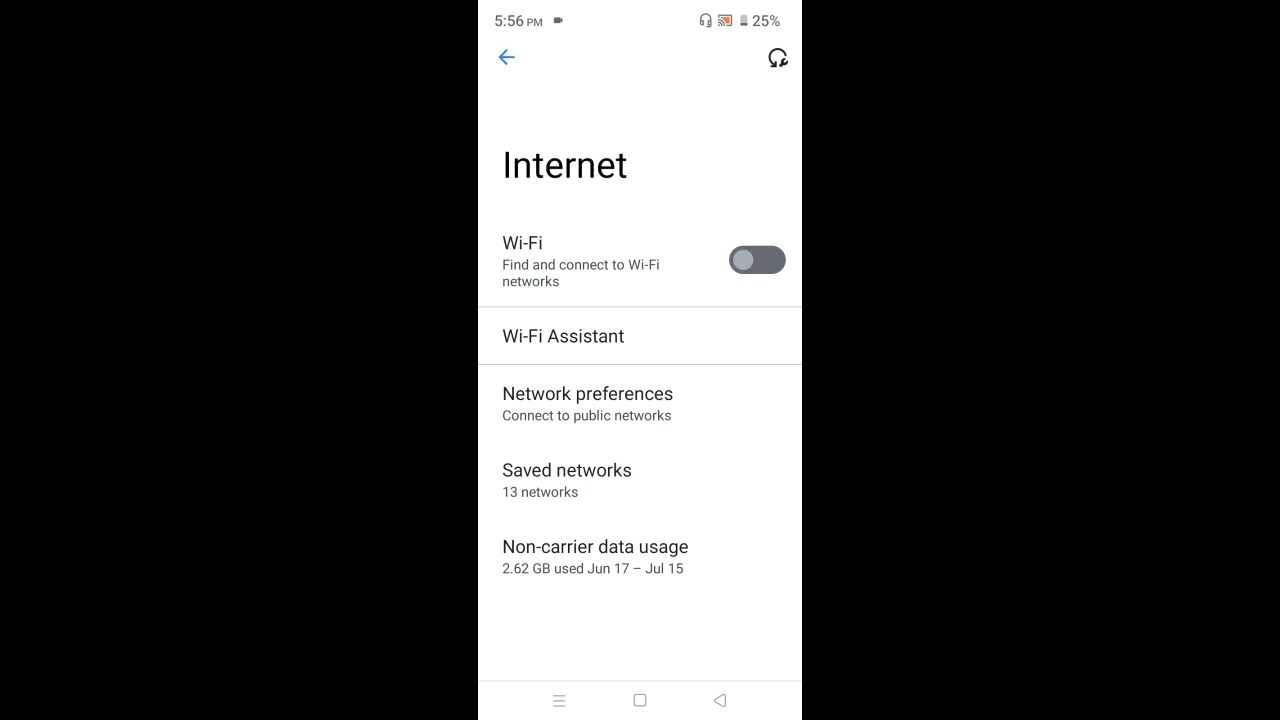 5:56 PM 25%
Internet
Wi-Fi
Find and connect to Wi-Fi
networks
Wi-Fi Assistant
Network preferences
Connect to public networks
Saved networks
13 networks
Non-carrier data usage
2.62 GB used Jun 17 – Jul 15